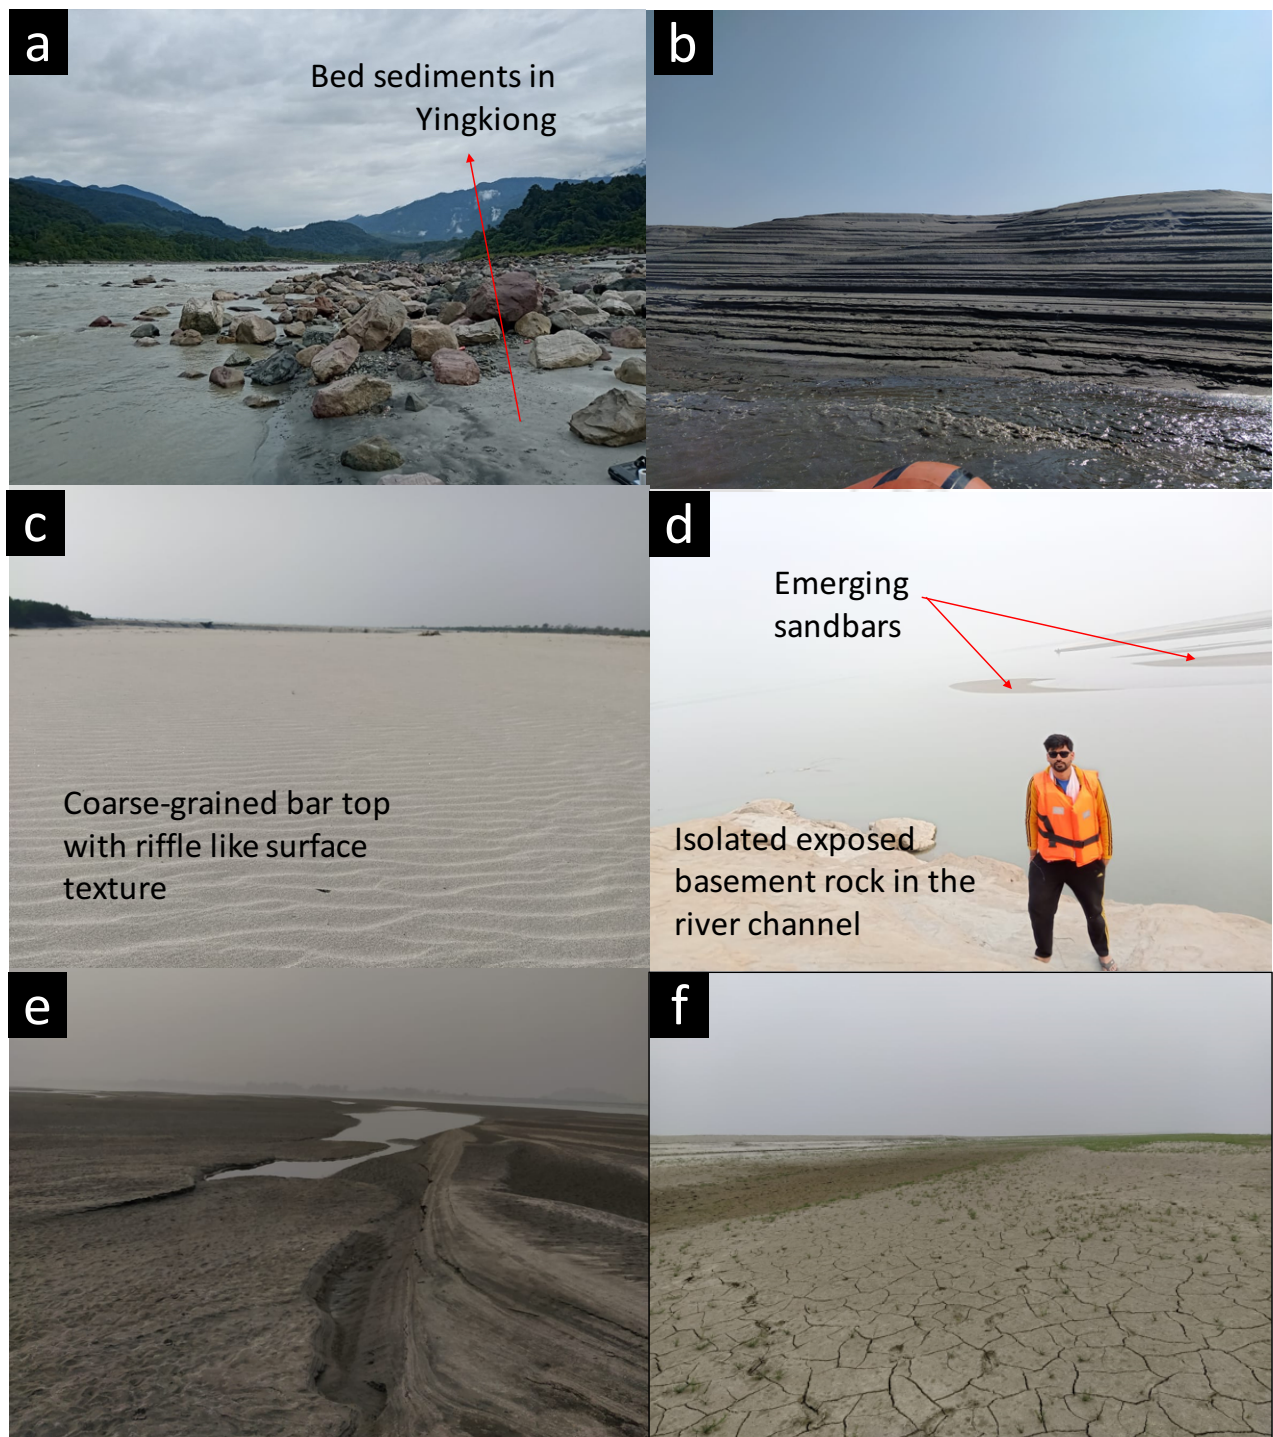 a
Bed sediments in
Yingkiong
b
c
Coarse-grained bar top
with riffle like surface
texture
d
Emerging
sandbars
Isolated exposed
basement rock in the
river channel
e
f